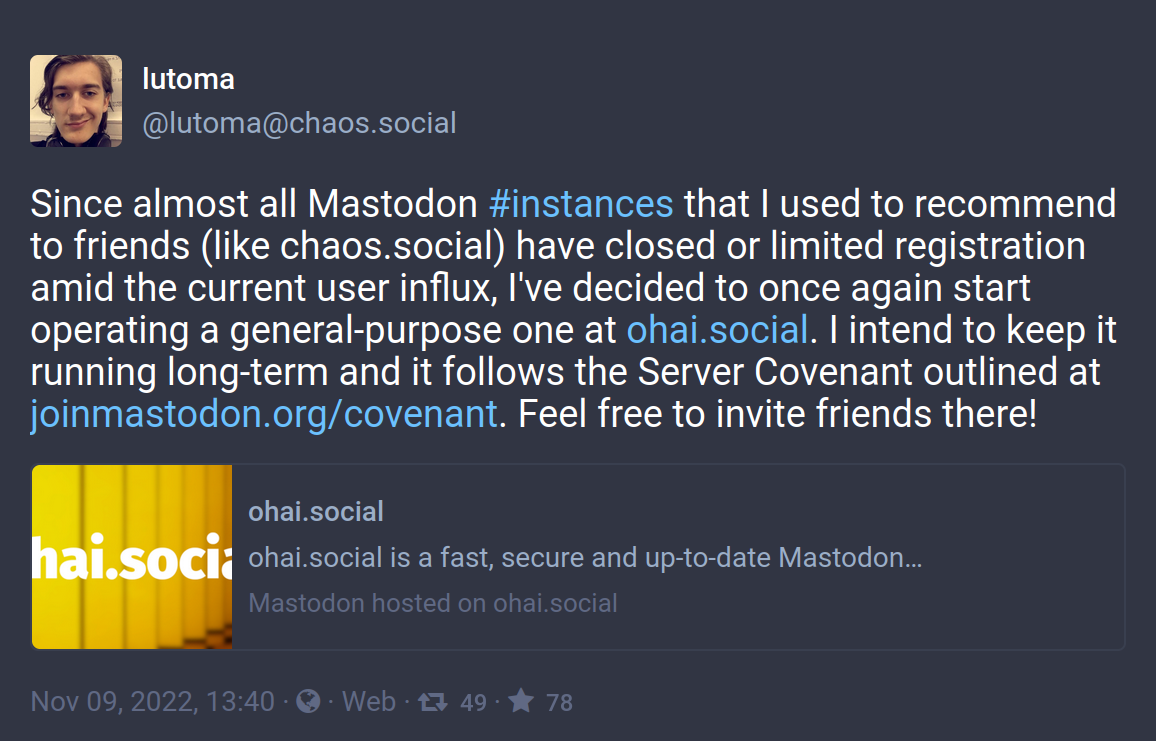 lutoma
@lutoma@chaos.social
Since almost all Mastodon #instances that I used to recommend
to friends (like chaos.social) have closed or limited registration
amid the current user influx, I've decided to once again start
operating a general-purpose one at ohai.social. I intend to keep it
running long-term and it follows the Server Covenant outlined at
joinmastodon.org/covenant. Feel free to invite friends there!
hai.socia
ohai.social
ohai.social is a fast, secure and up-to-date Mastodon…
Mastodon hosted on ohai.social
Nov 09, 2022, 13:40 · Web · 49 · 78